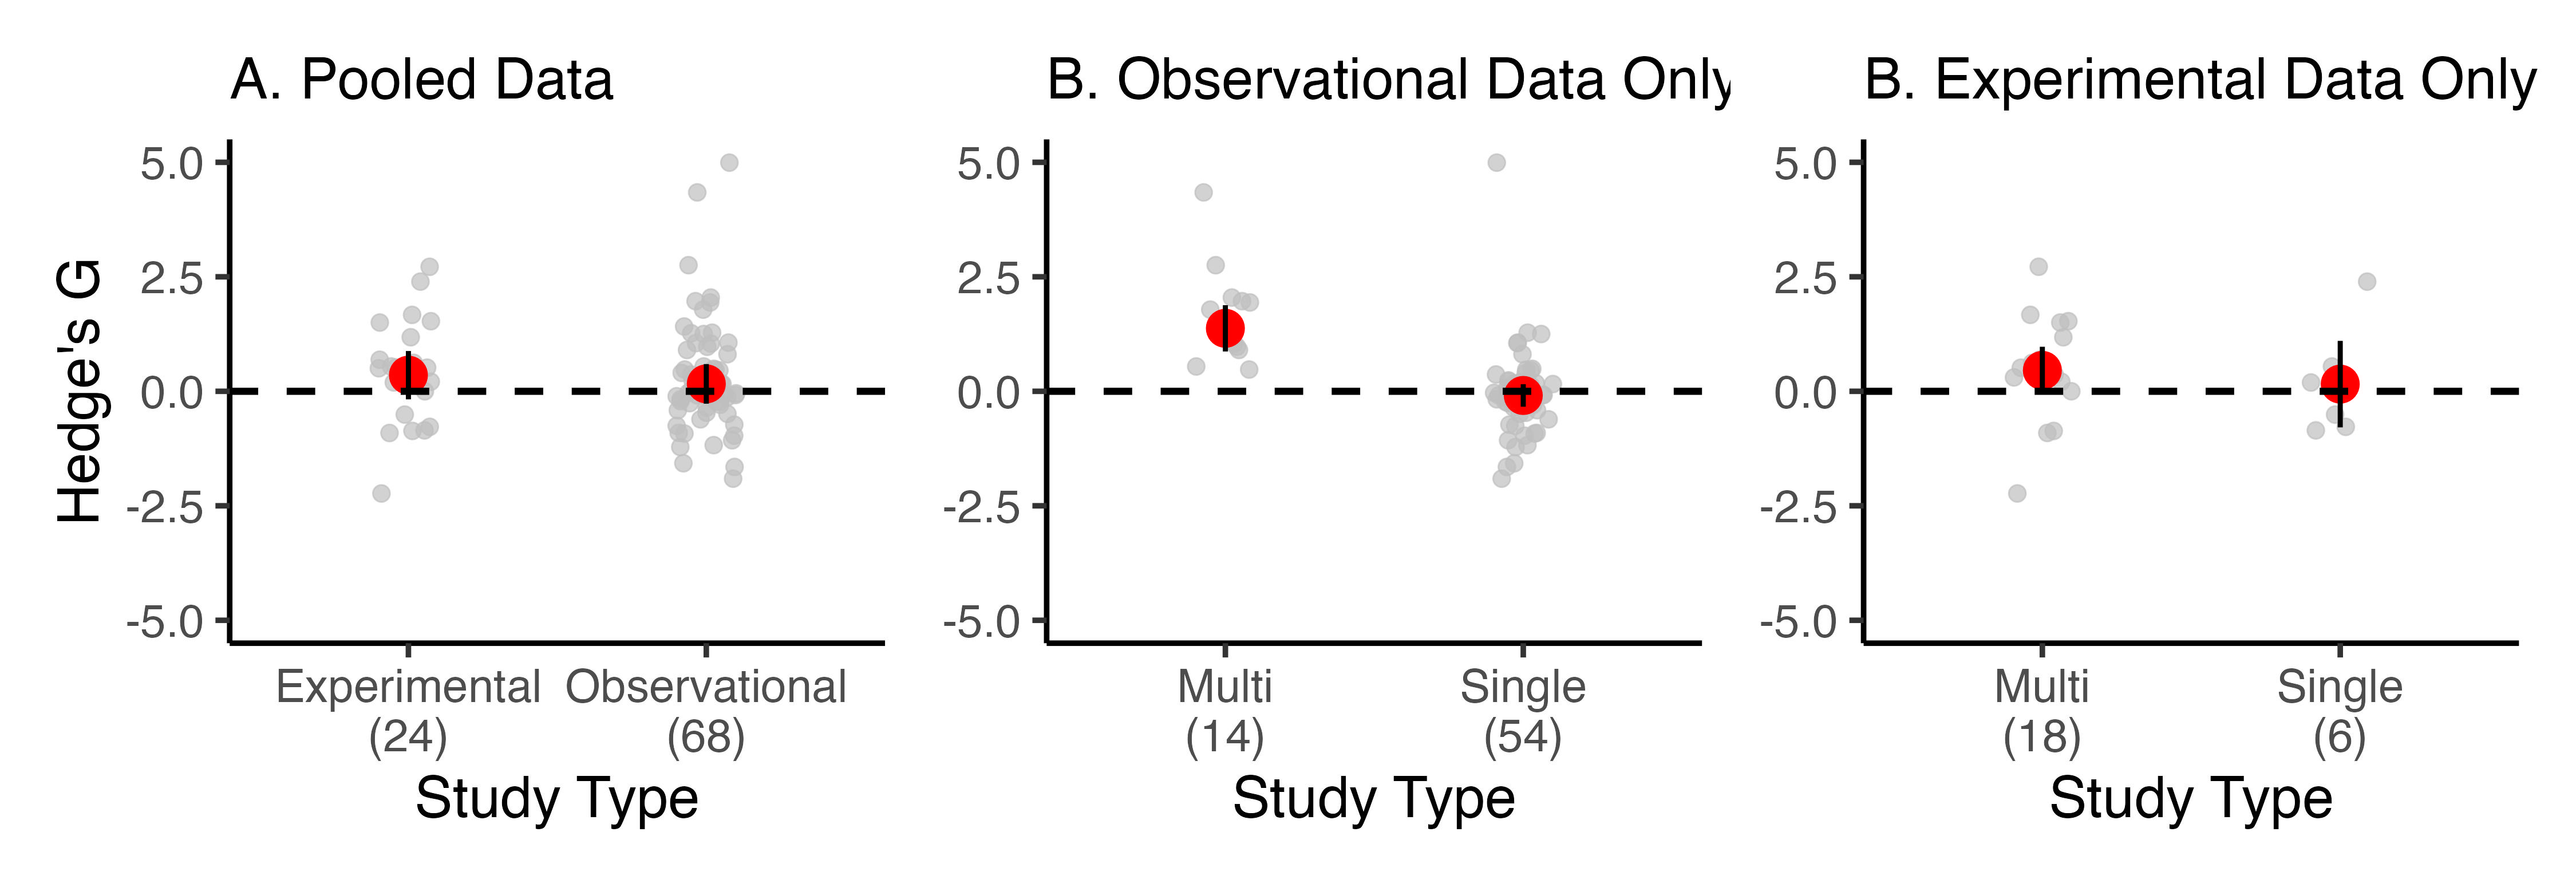 A. Pooled Data
B. Observational Data Only
B. Experimental Data Only
Hedge's G
5.0
2.5
0.0
-2.5
-5.0
Experimental
(24)
Observational
(68)
Study Type
5.0
2.5
0.0
-2.5
-5.0
Multi
(14)
Single
(54)
Study Type
5.0
2.5
0.0
-2.5
-5.0
Multi
(18)
Single
(6)
Study Type